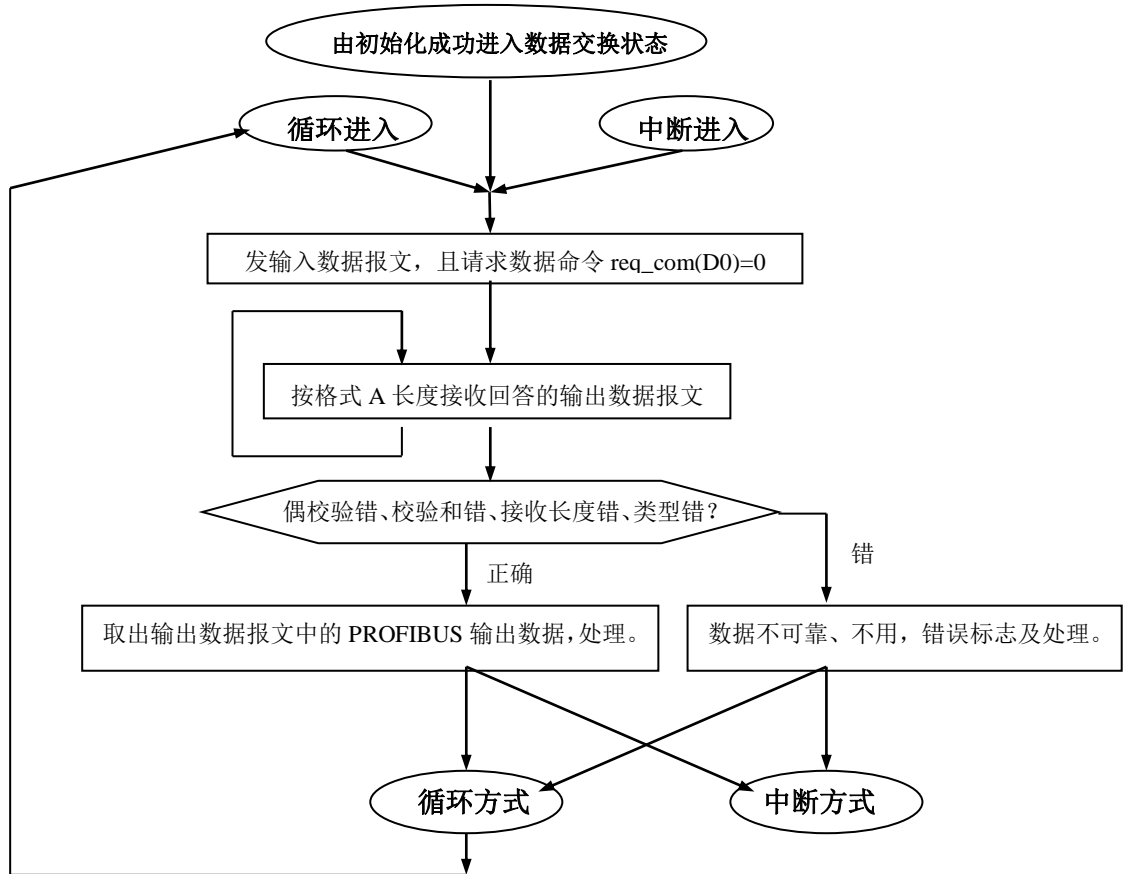 由初始化成功进入数据交换状态
循环进入
中断进入
发输入数据报文，且请求数据命令 req_com(D0)=0
按格式 A 长度接收回答的输出数据报文
偶校验错、校验和错、接收长度错、类型错？
正确
错
取出输出数据报文中的 PROFIBUS 输出数据，处理。
数据不可靠、不用，错误标志及处理。
循环方式
中断方式